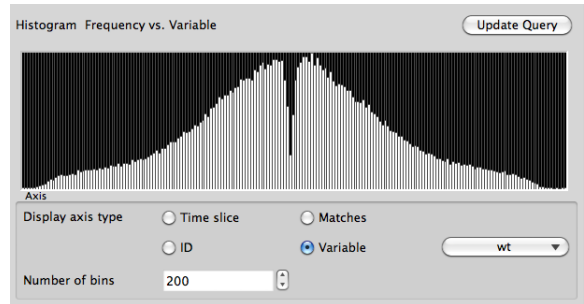 Histogram Frequency vs. Variable Update Query
Axis
Display axis type Time slice Matches
ID Variable wt
Number of bins 200